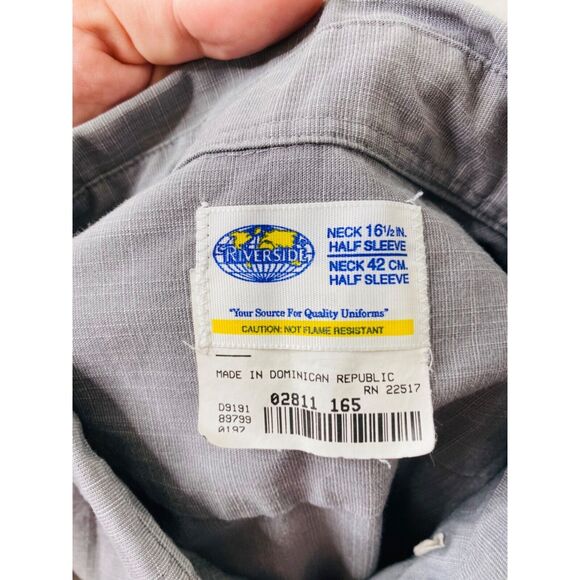 RIVERSIDE
NECK 16½ IN.
HALF SLEEVE
NECK 42 CM.
HALF SLEEVE
"Your Source For Quality Uniforms"
CAUTION: NOT FLAME RESISTANT
MADE IN DOMINICAN REPUBLIC
RN 22517
02811 165
D9191
89799
0197